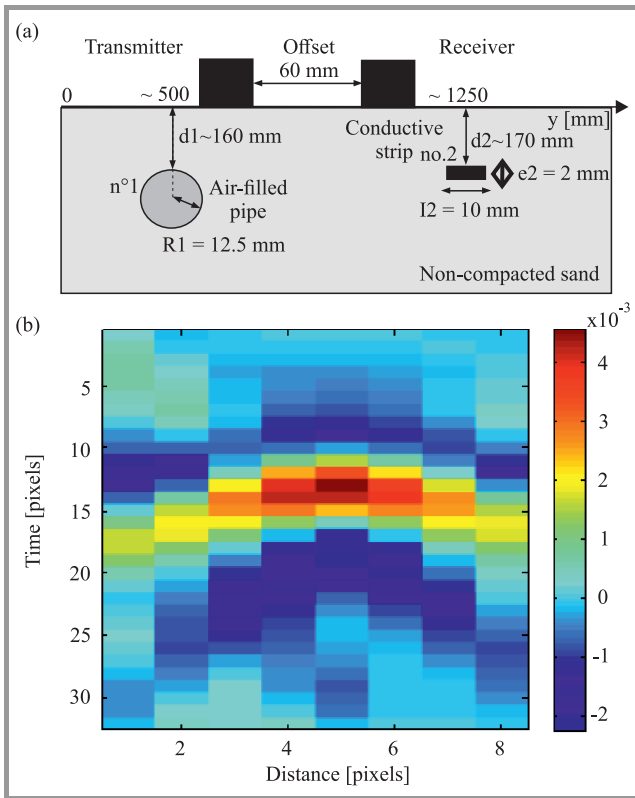 (a)
Transmitter
Offset
60 mm
Receiver
0
~ 500
~ 1250
y [mm]
d1~160 mm
Conductive
strip
no.2
d2~170 mm
e2 = 2 mm
n°1
Air-filled
pipe
I2 = 10 mm
R1 = 12.5 mm
Non-compacted sand
(b)
x10⁻³
5
10
15
20
25
30
Time [pixels]
2
4
6
8
Distance [pixels]
4
3
2
1
0
-1
-2